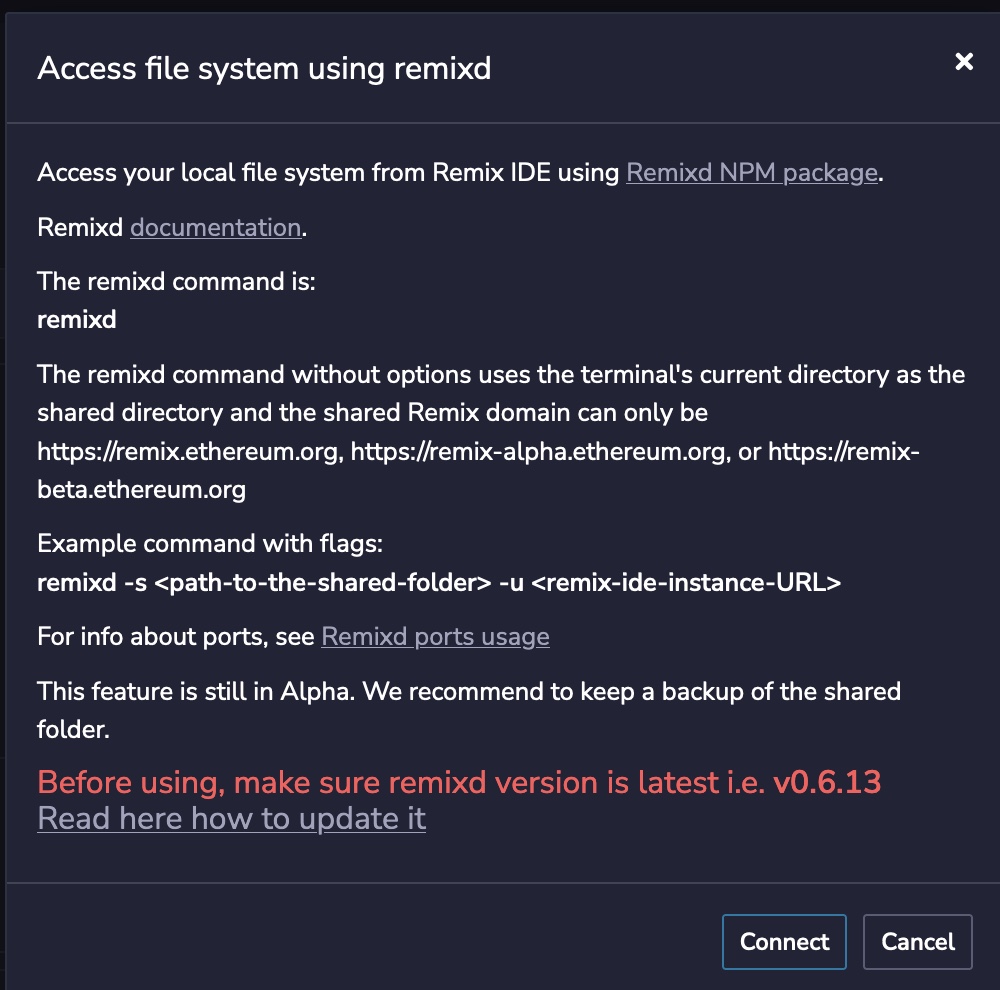 Access file system using remixd
Access your local file system from Remix IDE using Remixd NPM package.
Remixd documentation.
The remixd command is:
remixd
The remixd command without options uses the terminal's current directory as the
shared directory and the shared Remix domain can only be
https://remix.ethereum.org, https://remix-alpha.ethereum.org, or https://remix-
beta.ethereum.org
Example command with flags:
remixd -s <path-to-the-shared-folder> -u <remix-ide-instance-URL>
For info about ports, see Remixd ports usage
This feature is still in Alpha. We recommend to keep a backup of the shared
folder.
Before using, make sure remixd version is latest i.e. v0.6.13
Read here how to update it
Connect Cancel